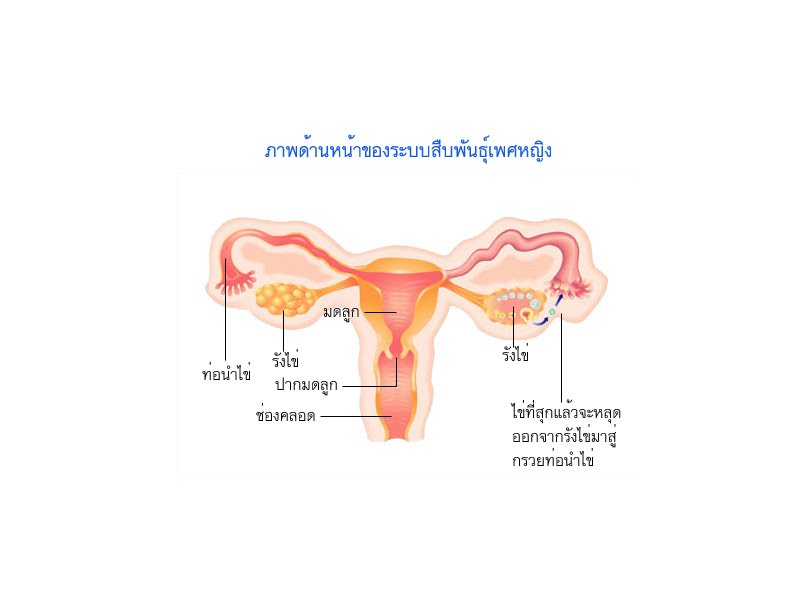 ภาพด้านหน้าของระบบสืบพันธุ์เพศหญิง
มดลูก
รังไข่
รังไข่
ท่อนำไข่
ปากมดลูก
ช่องคลอด
ไข่ที่สุกแล้วจะหลุด
ออกจากรังไข่มาสู่
กรวยท่อนำไข่